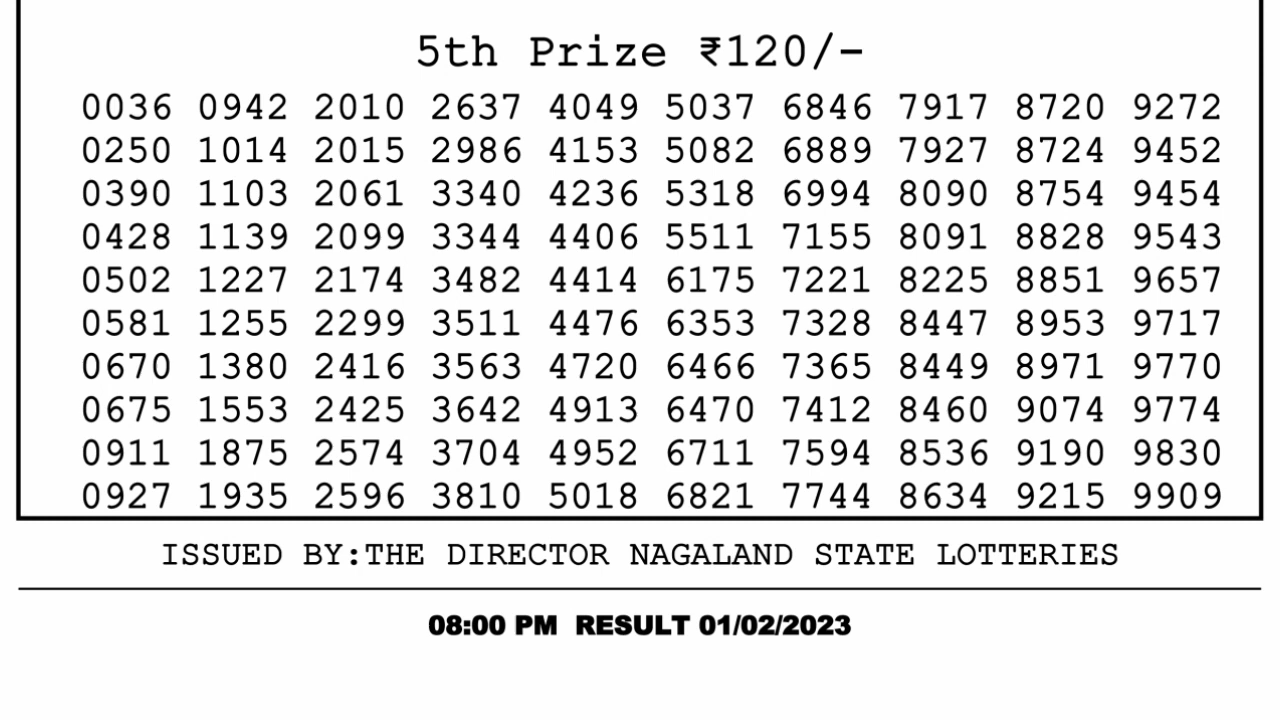 5th Prize ₹120/-
0036 0942 2010 2637 4049 5037 6846 7917 8720 9272
0250 1014 2015 2986 4153 5082 6889 7927 8724 9452
0390 1103 2061 3340 4236 5318 6994 8090 8754 9454
0428 1139 2099 3344 4406 5511 7155 8091 8828 9543
0502 1227 2174 3482 4414 6175 7221 8225 8851 9657
0581 1255 2299 3511 4476 6353 7328 8447 8953 9717
0670 1380 2416 3563 4720 6466 7365 8449 8971 9770
0675 1553 2425 3642 4913 6470 7412 8460 9074 9774
0911 1875 2574 3704 4952 6711 7594 8536 9190 9830
0927 1935 2596 3810 5018 6821 7744 8634 9215 9909
ISSUED BY:THE DIRECTOR NAGALAND STATE LOTTERIES
08:00 PM RESULT 01/02/2023